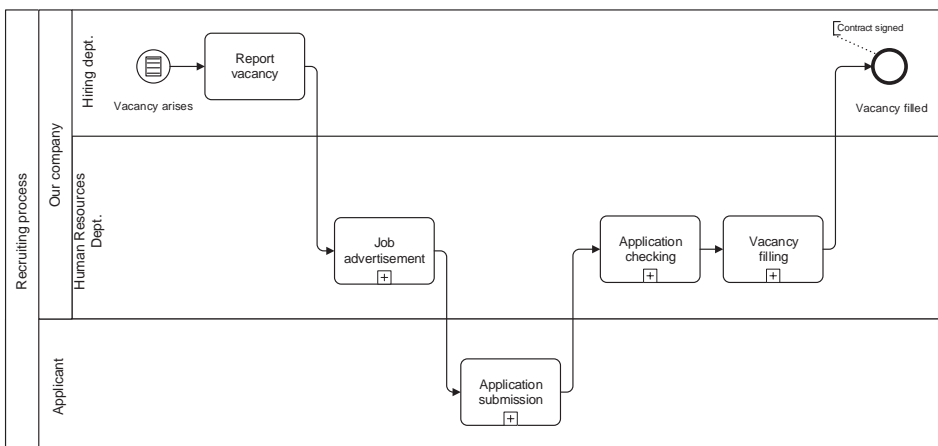 Recruiting process
Our company
Hiring dept.
Vacancy arises
Report
vacancy
Contract signed
Vacancy filled
Human Resources
Dept.
Job
advertisement
Application
checking
Vacancy
filling
Applicant
Application
submission